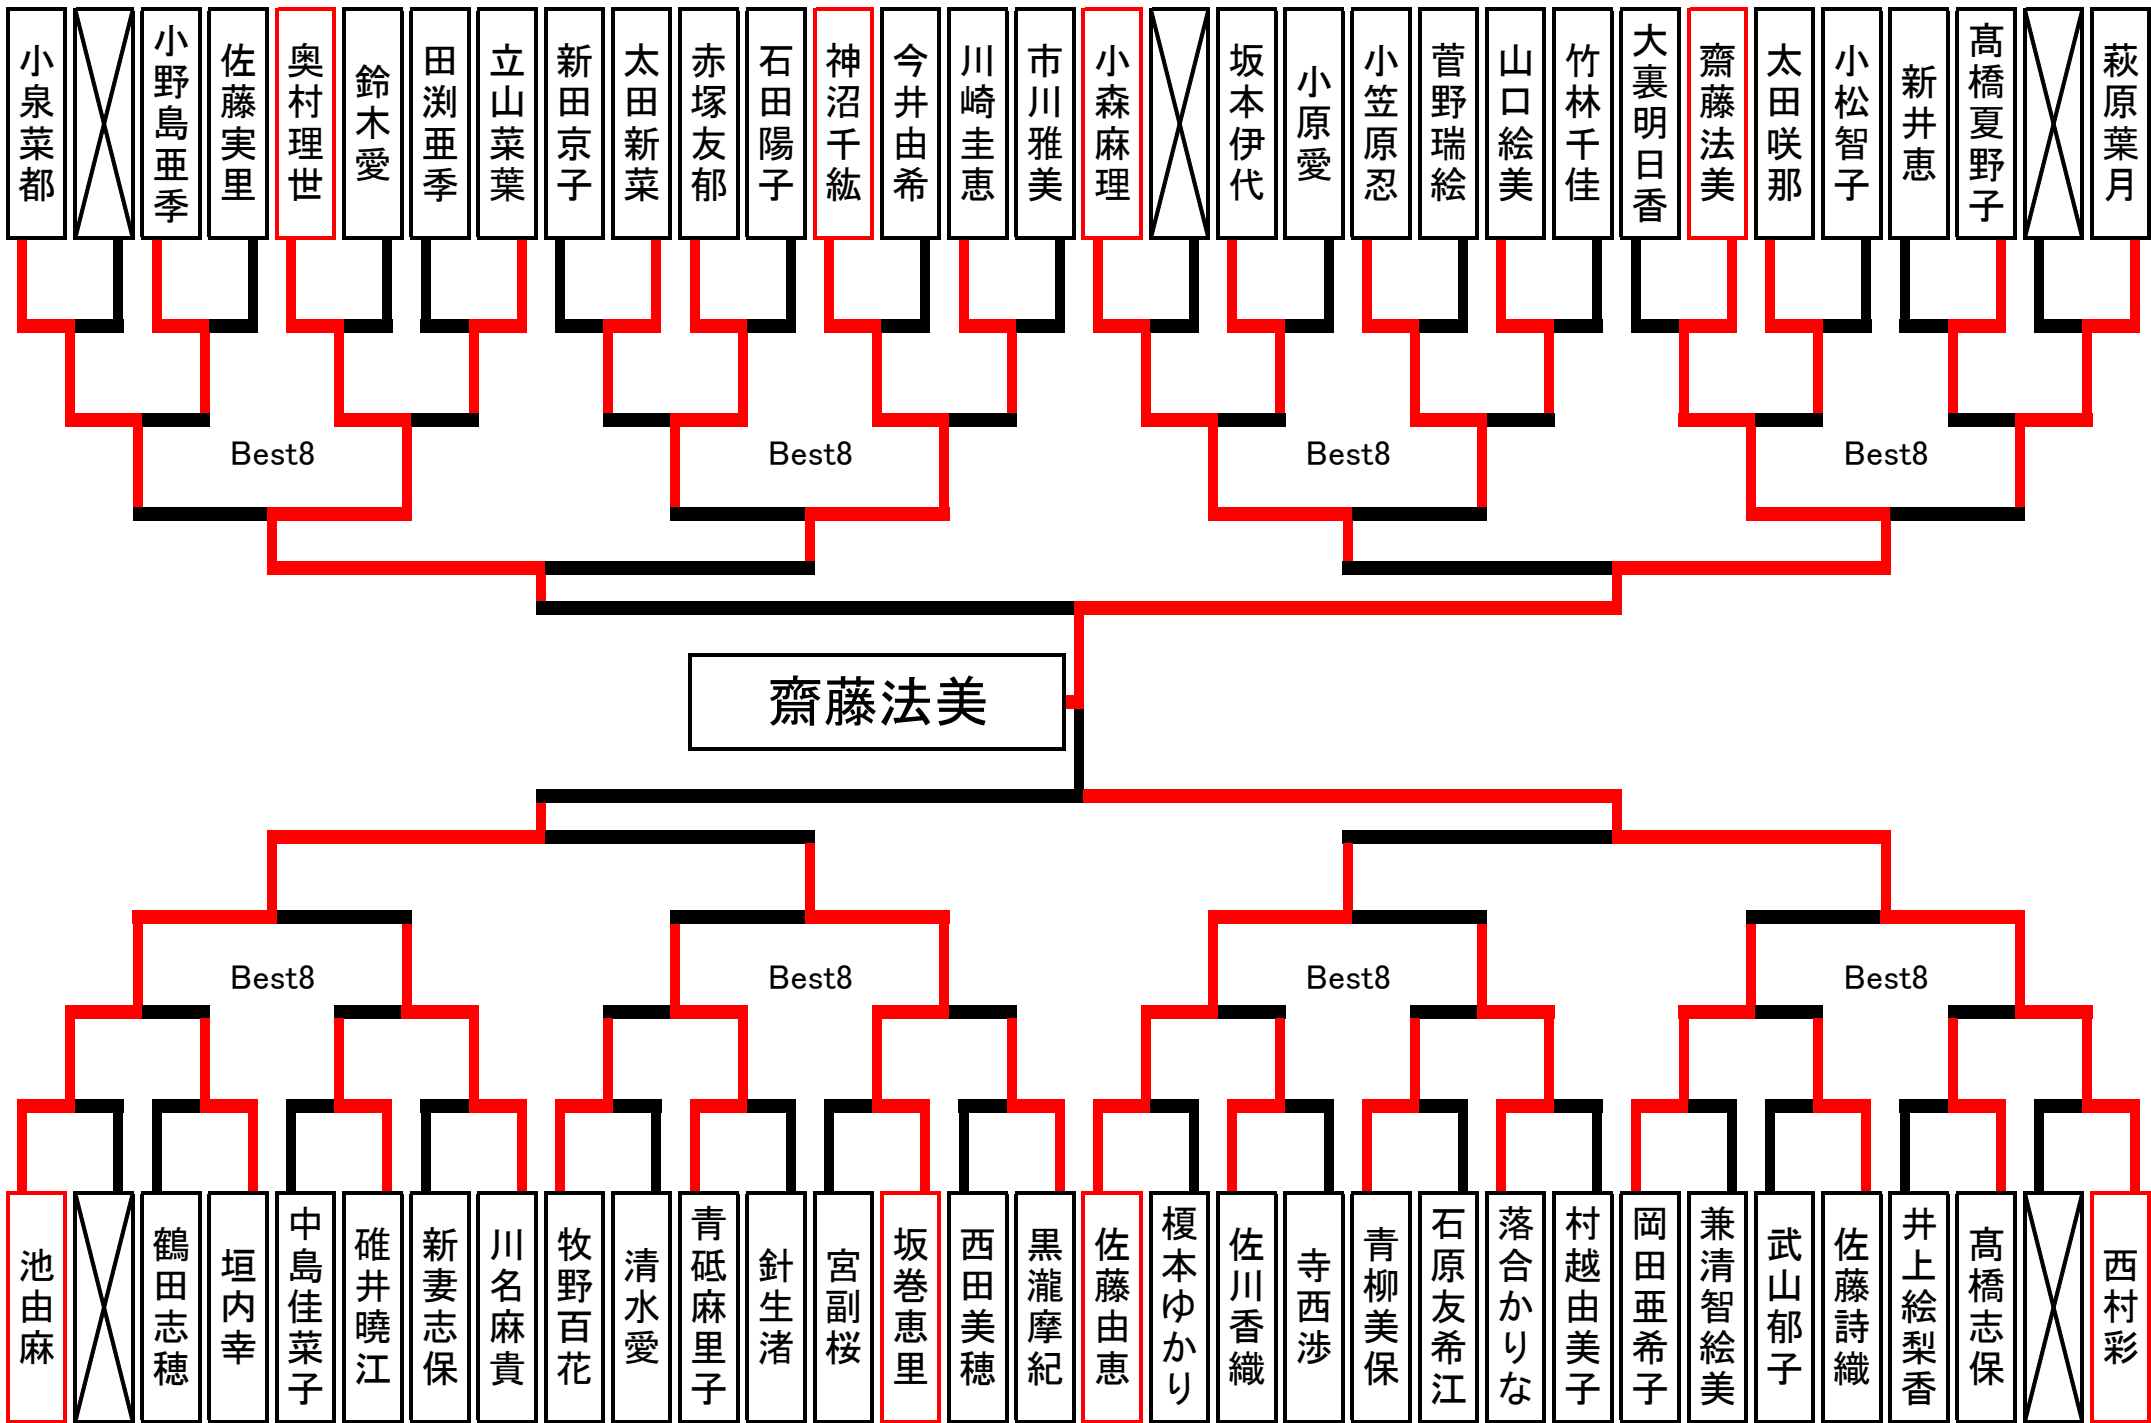 小泉菜都
小野島亜季
佐藤実里
奥村理世
鈴木愛
田渕亜季
立山菜葉
新田京子
太田新菜
赤塚友郁
石田陽子
神沼千紘
今井由希
川崎圭恵
市川雅美
小森麻理
坂本伊代
小原愛
小笠原忍
菅野瑞絵
山口絵美
竹林千佳
大裏明日香
齋藤法美
太田咲那
小松智子
新井恵
髙橋夏野子
萩原葉月
Best8
Best8
Best8
Best8
齋藤法美
Best8
Best8
Best8
Best8
池由麻
鶴田志穂
垣内幸
中島佳菜子
碓井曉江
新妻志保
川名麻貴
牧野百花
清水愛
青砥麻里子
針生渚
宮副桜
坂巻恵里
西田美穂
黒瀧摩紀
佐藤由恵
榎本ゆかり
佐川香織
寺西渉
青柳美保
石原友希江
落合かりな
村越由美子
岡田亜希子
兼清智絵美
武山郁子
佐藤詩織
井上絵梨香
髙橋志保
西村彩